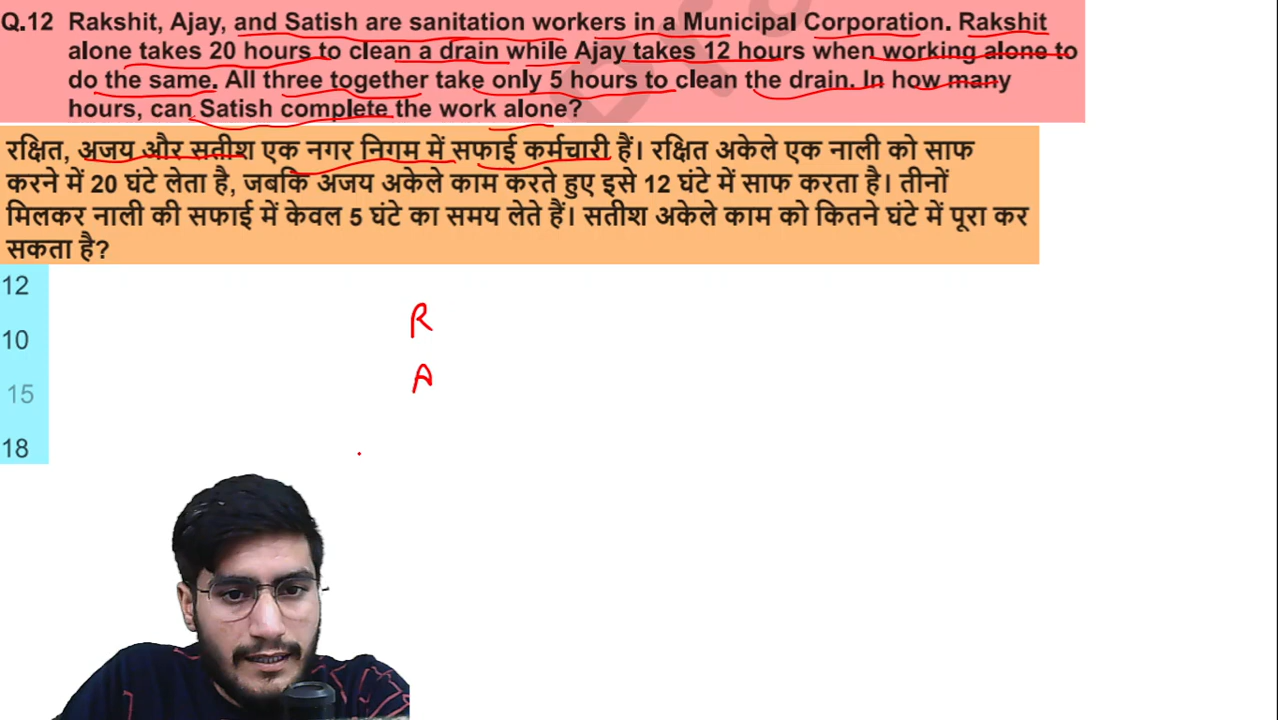 Q.12 Rakshit, Ajay, and Satish are sanitation workers in a Municipal Corporation. Rakshit
alone takes 20 hours to clean a drain while Ajay takes 12 hours when working alone to
do the same. All three together take only 5 hours to clean the drain. In how many
hours, can Satish complete the work alone?
रक्षित, अजय और सतीश एक नगर निगम में सफाई कर्मचारी हैं। रक्षित अकेले एक नाली को साफ
करने में 20 घंटे लेता है, जबकि अजय अकेले काम करते हुए इसे 12 घंटे में साफ करता है। तीनों
मिलकर नाली की सफाई में केवल 5 घंटे का समय लेते हैं। सतीश अकेले काम को कितने घंटे में पूरा कर
सकता है?
12
R
10
A
15
18